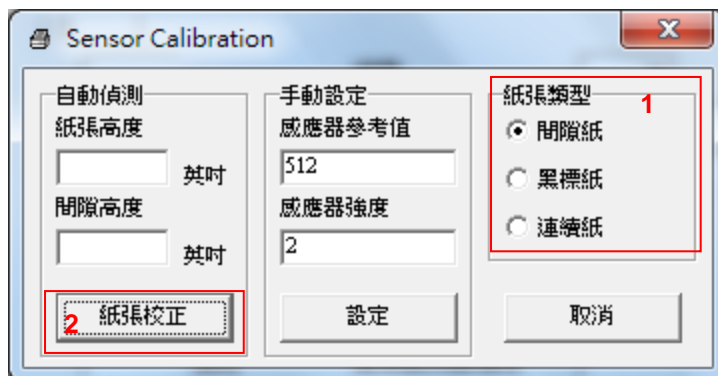 Sensor Calibration
自動偵測
紙張高度
英吋
間隙高度
英吋
2
紙張校正
手動設定
感應器參考值
512
感應器強度
2
設定
紙張類型
1
間隙紙
黑標紙
連續紙
取消